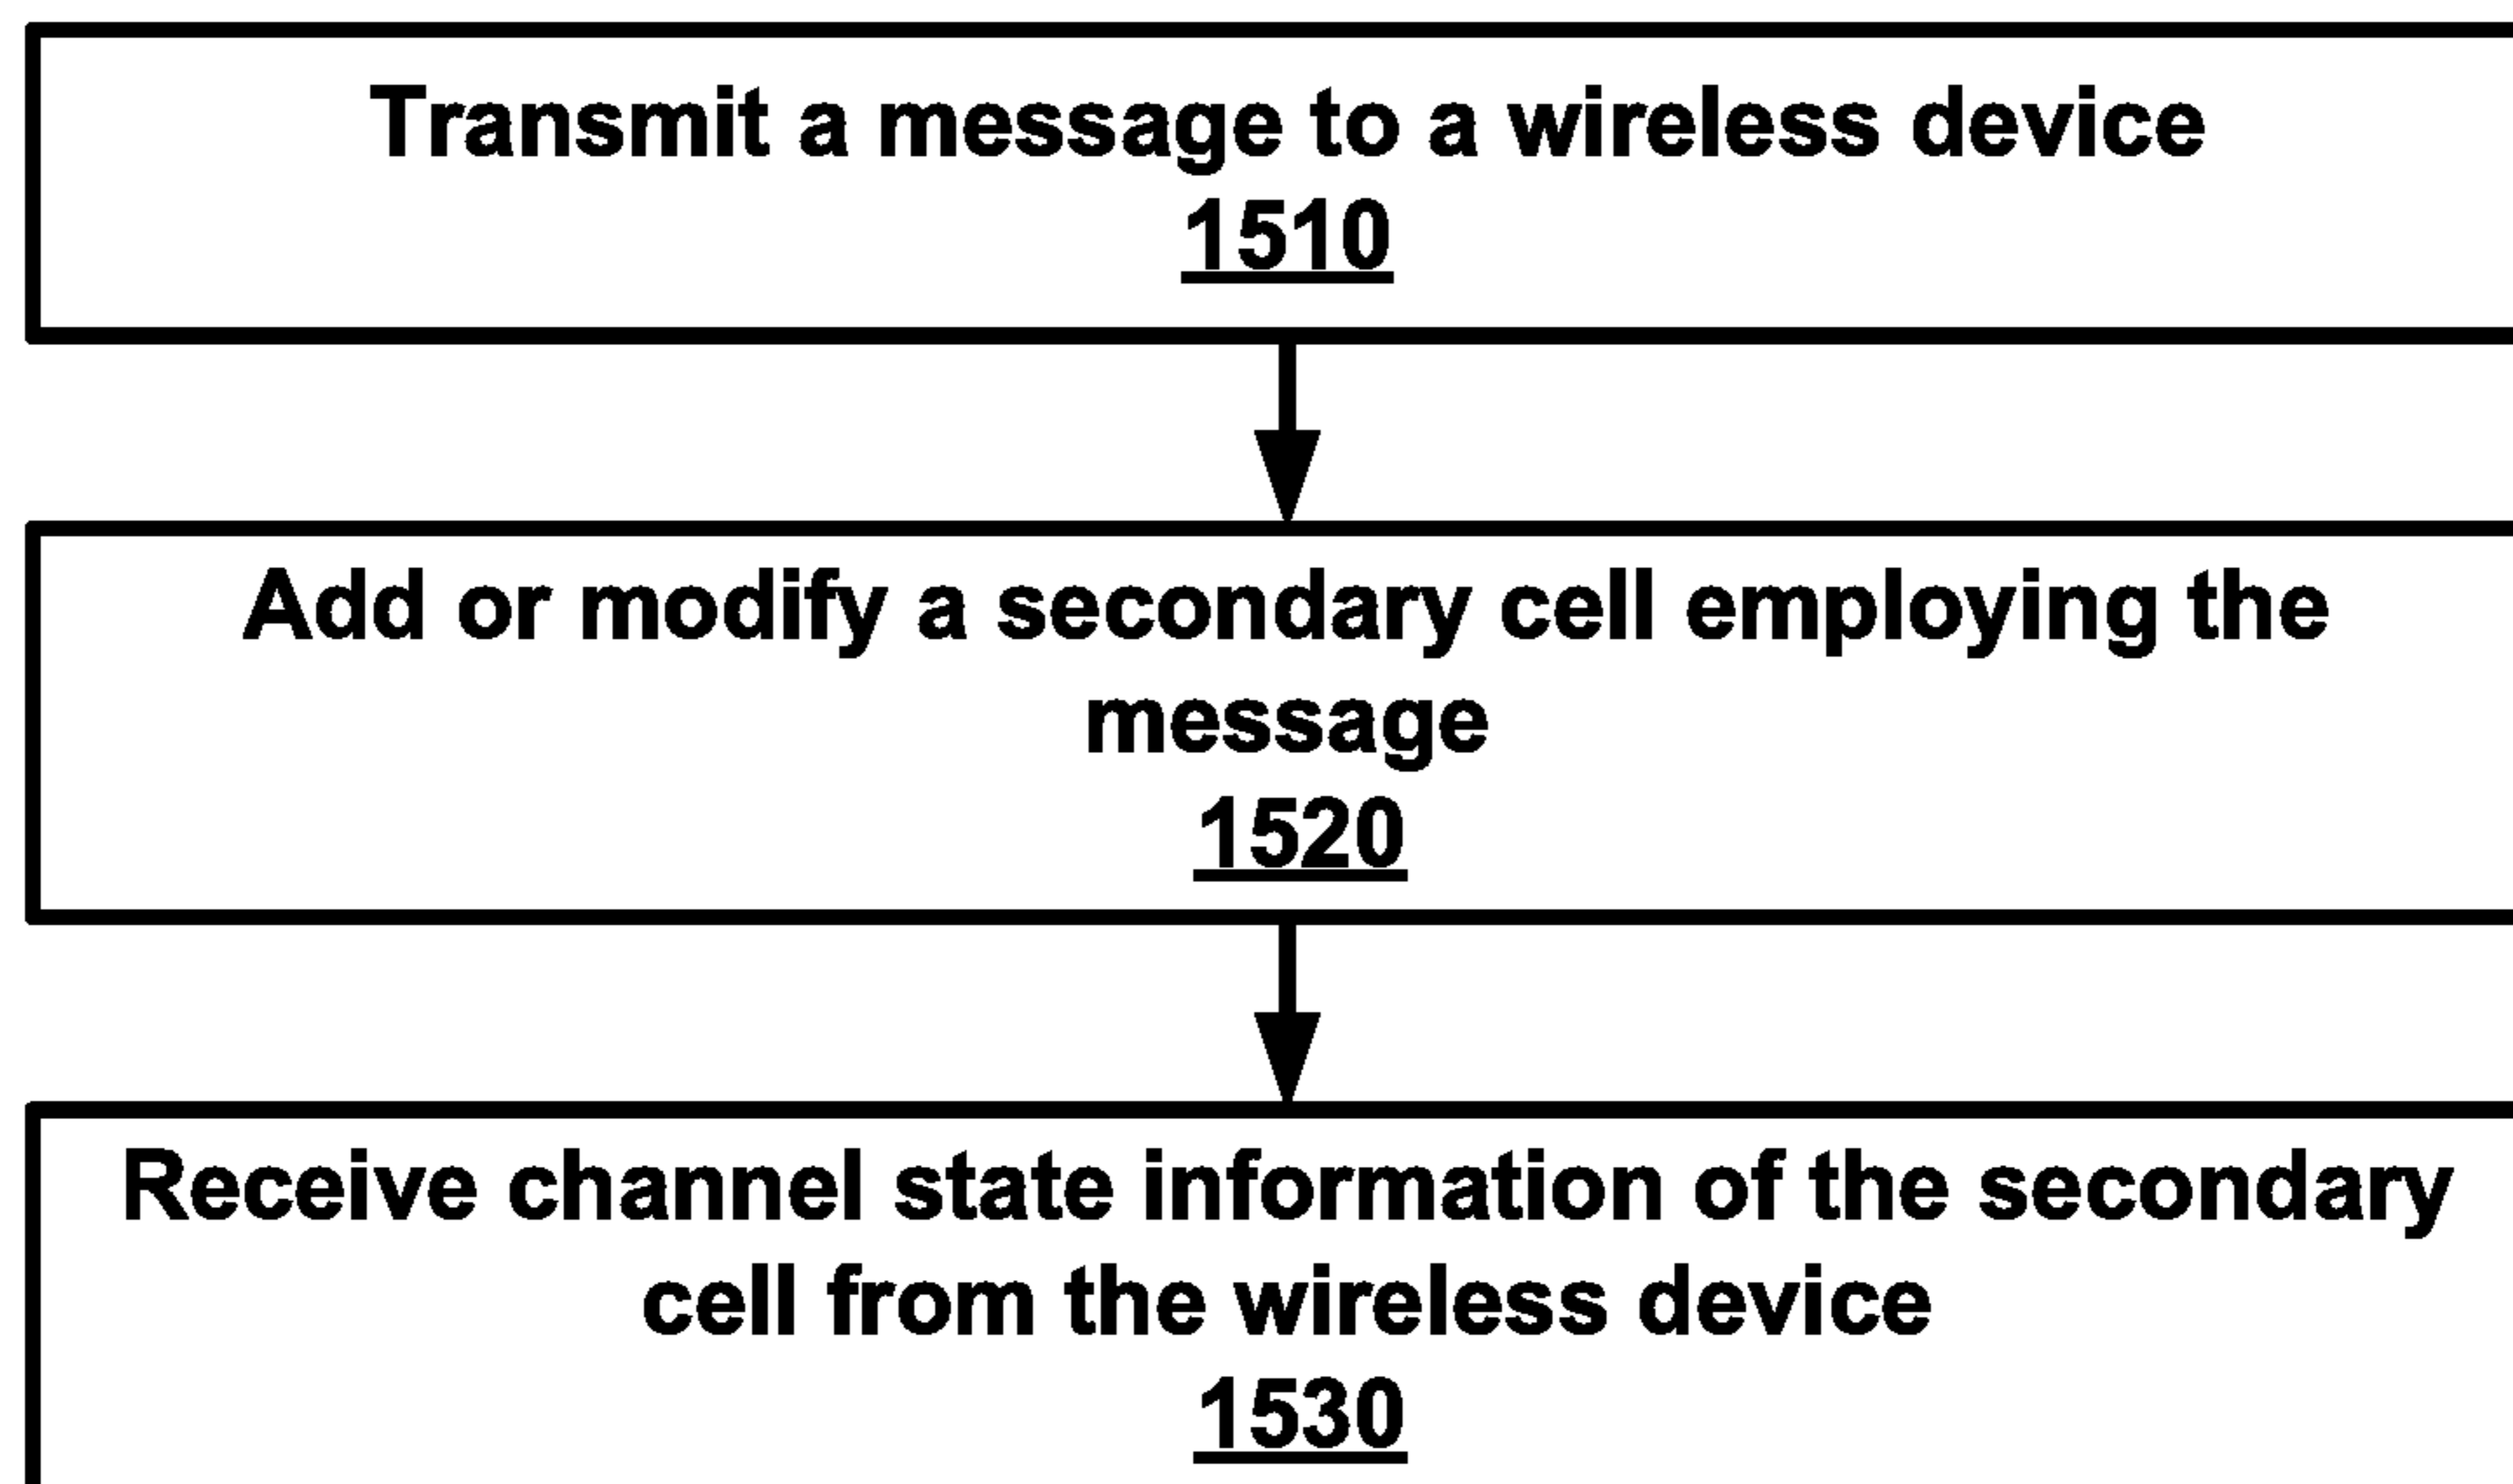 Transmit a message to a wireless device
1510
Add or modify a secondary cell employing the
message
1520
Receive channel state information of the secondary
cell from the wireless device
1530